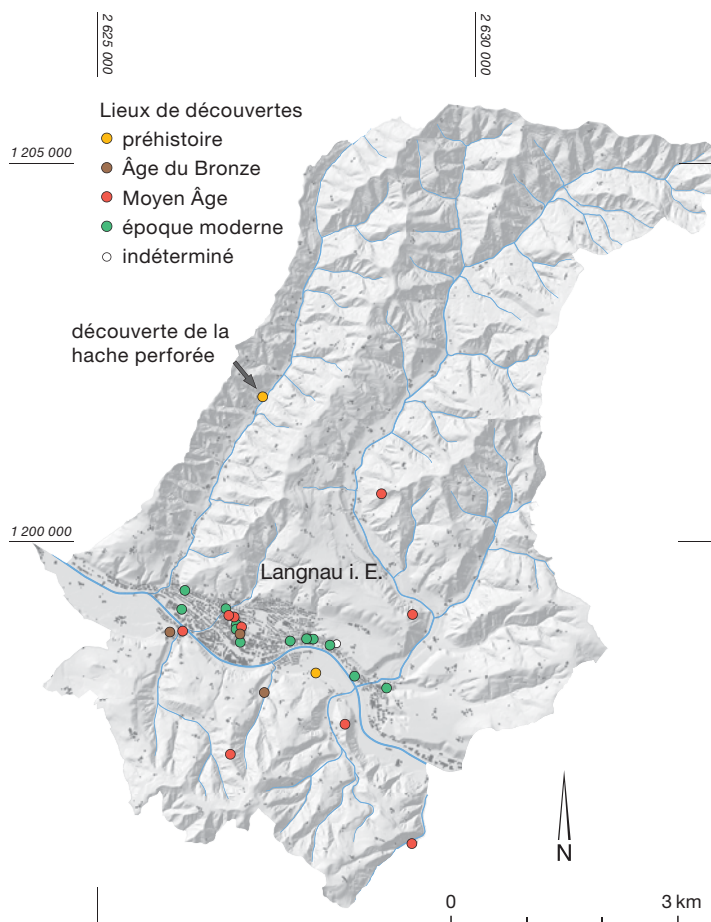 2 625 000
2 630 000
Lieux de découvertes
préhistoire
Âge du Bronze
Moyen Âge
époque moderne
indéterminé
1 205 000
découverte de la
hache perforée
1 200 000
Langnau i. E.
N
0
3 km